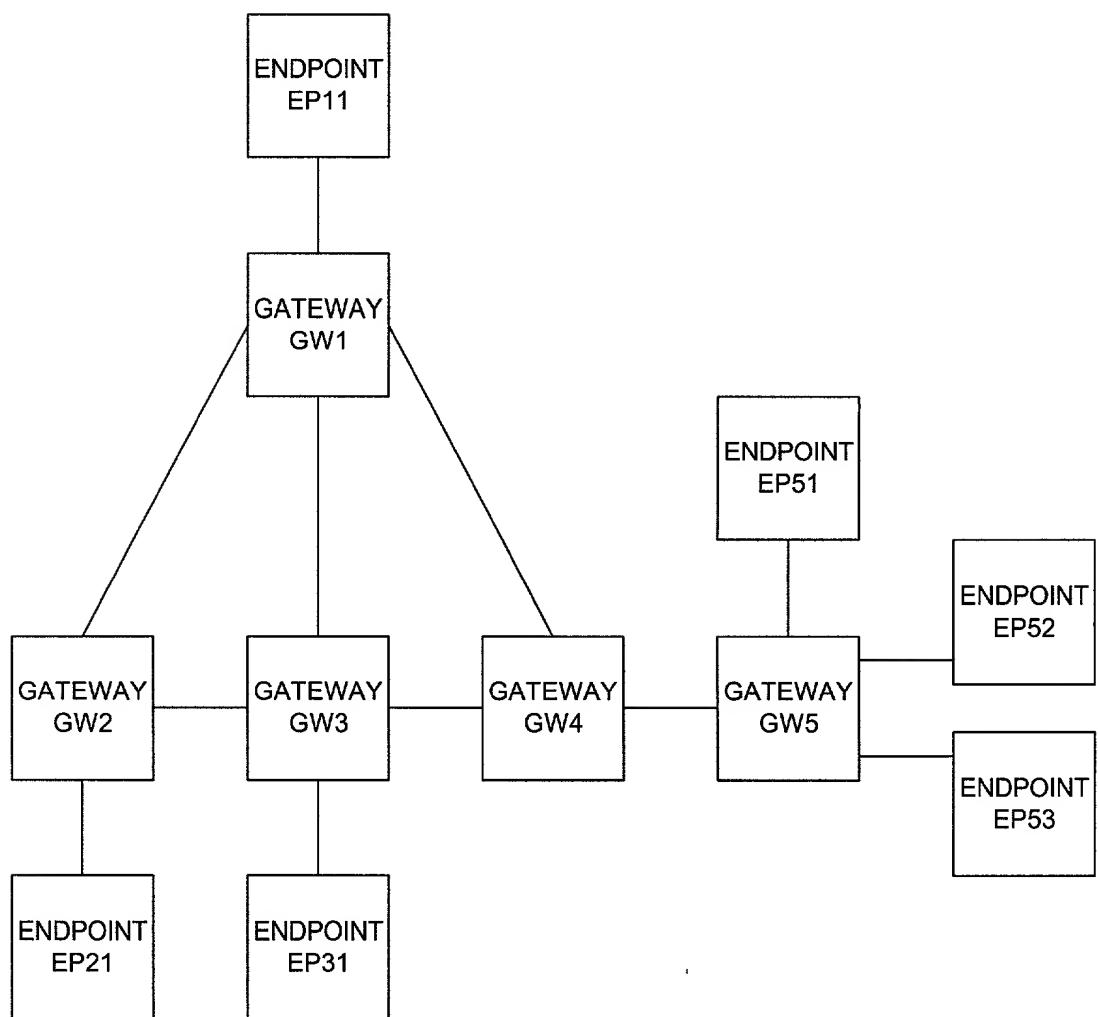 ENDPOINT
EP11
GATEWAY
GW1
ENDPOINT
EP51
ENDPOINT
EP52
GATEWAY
GW2
GATEWAY
GW3
GATEWAY
GW4
GATEWAY
GW5
ENDPOINT
EP53
ENDPOINT
EP21
ENDPOINT
EP31